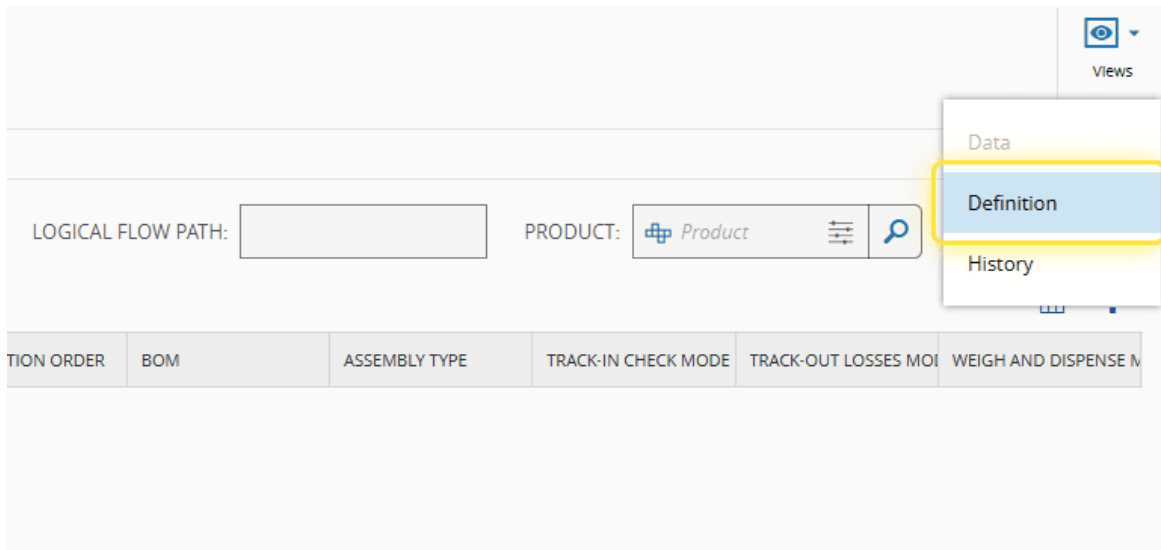 Views
Data
Definition
History
LOGICAL FLOW PATH:
PRODUCT: Product
TION ORDER BOM ASSEMBLY TYPE TRACK-IN CHECK MODE TRACK-OUT LOSSES MOD WEIGH AND DISPENSE M